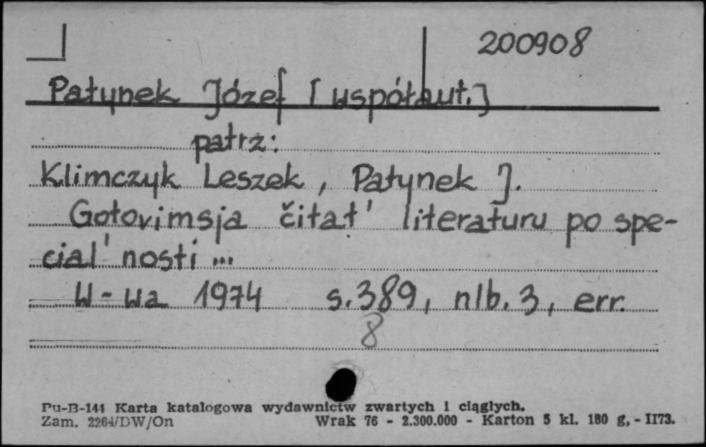 200908
Patynek Józef [współaut.]
patrz:
Klimczyk Leszek, Patynek J.
Gotovimsja čitat' literaturu po spe-
cial'nosti ...
W-wa 1974 s. 389, nlb. 3, err.
8
Pu-B-144 Karta katalogowa wydawnictw zwartych i ciągłych.
Zam. 2264/DW/On Wrak 76 - 2.300.000 - Karton 5 kl. 180 g. - II73.